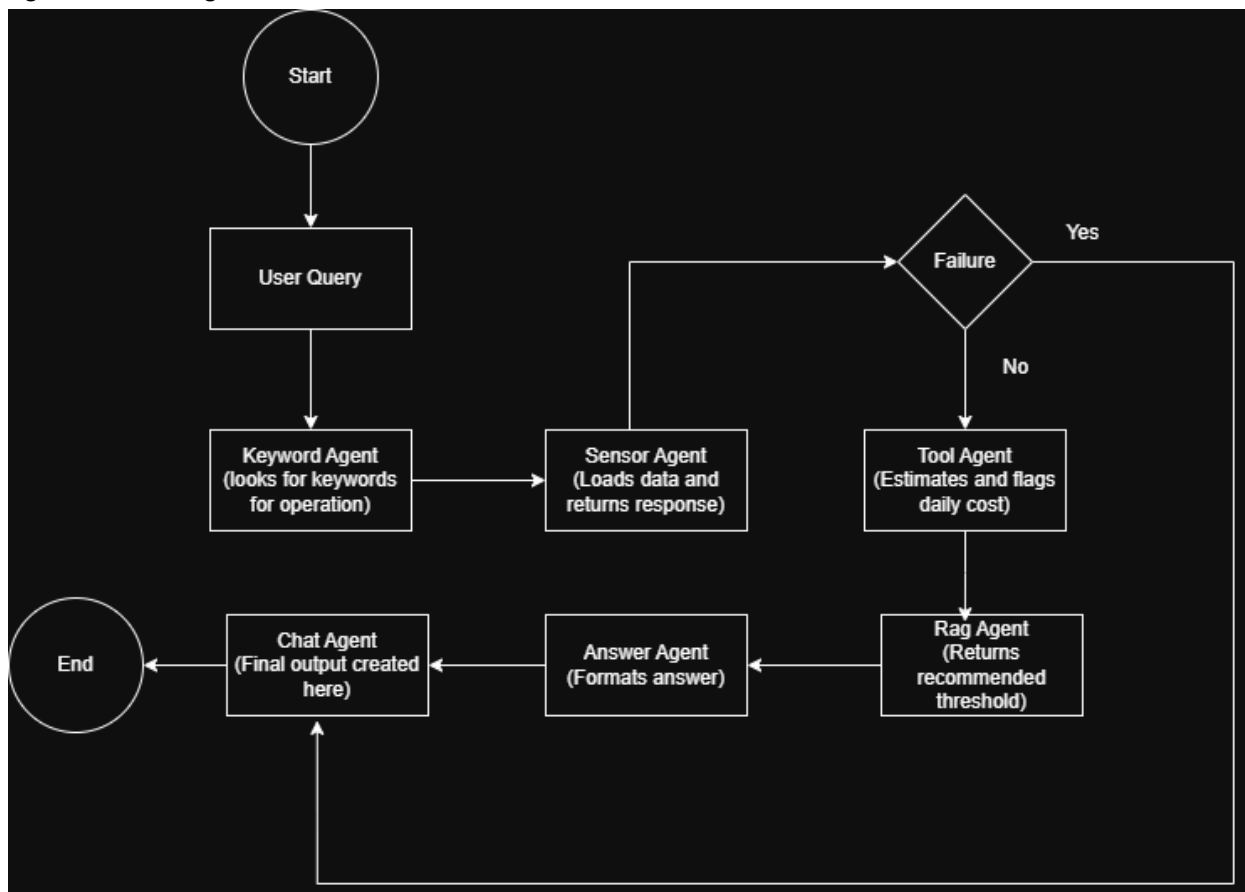 Start
User Query
Keyword Agent
(looks for keywords
for operation)
Sensor Agent
(Loads data and
returns response)
Failure
Yes
No
Tool Agent
(Estimates and flags
daily cost)
Rag Agent
(Returns
recommended
threshold)
Answer Agent
(Formats answer)
Chat Agent
(Final output created
here)
End